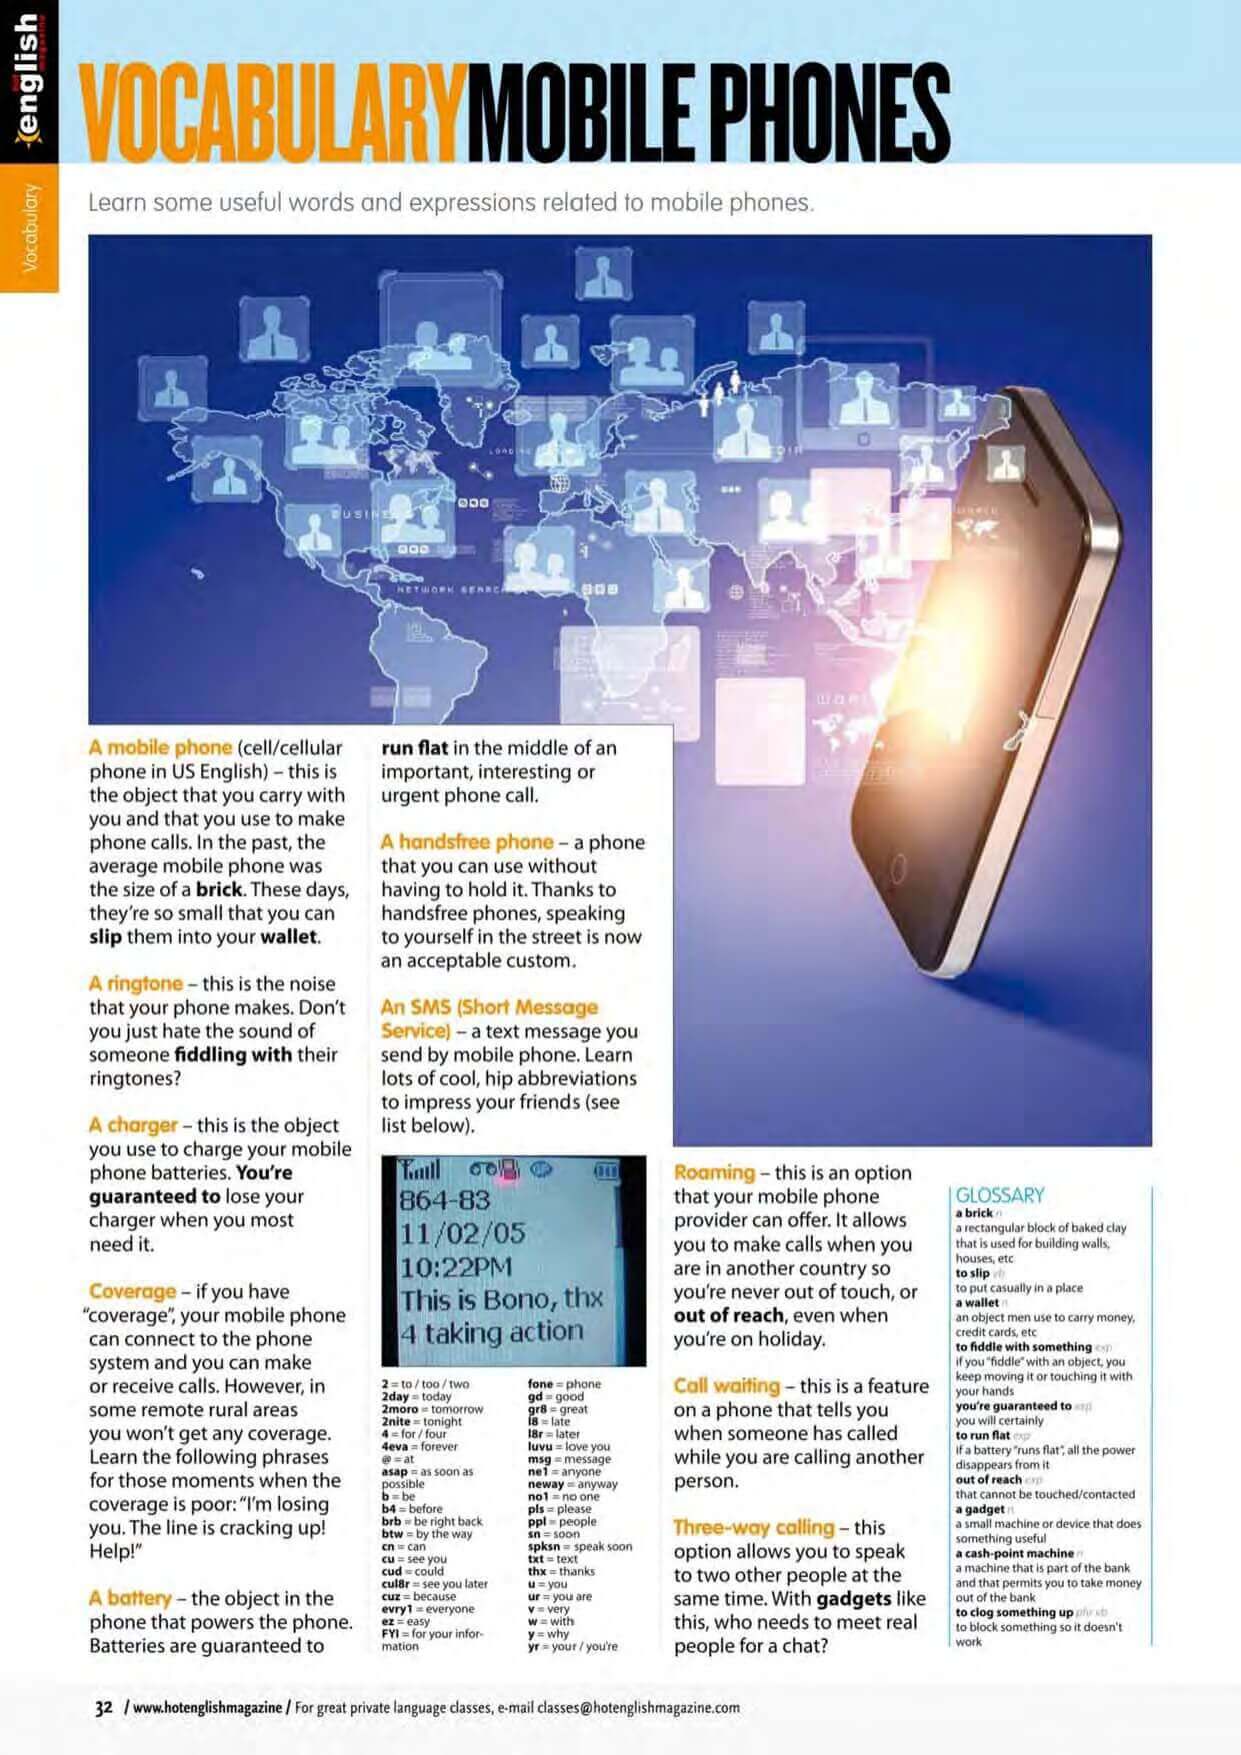 hot
english
magazine
Vocabulary
VOCABULARY MOBILE PHONES
Learn some useful words and expressions related to mobile phones.
LOADING
BUSINE
NETWORK SEARC
WORLD
A mobile phone (cell/cellular
phone in US English) – this is
the object that you carry with
you and that you use to make
phone calls. In the past, the
average mobile phone was
the size of a brick. These days,
they're so small that you can
slip them into your wallet.
A ringtone – this is the noise
that your phone makes. Don't
you just hate the sound of
someone fiddling with their
ringtones?
A charger – this is the object
you use to charge your mobile
phone batteries. You're
guaranteed to lose your
charger when you most
need it.
Coverage – if you have
"coverage", your mobile phone
can connect to the phone
system and you can make
or receive calls. However, in
some remote rural areas
you won't get any coverage.
Learn the following phrases
for those moments when the
coverage is poor: "I'm losing
you. The line is cracking up!
Help!"
A battery – the object in the
phone that powers the phone.
Batteries are guaranteed to
run flat in the middle of an
important, interesting or
urgent phone call.
A handsfree phone – a phone
that you can use without
having to hold it. Thanks to
handsfree phones, speaking
to yourself in the street is now
an acceptable custom.
An SMS (Short Message
Service) – a text message you
send by mobile phone. Learn
lots of cool, hip abbreviations
to impress your friends (see
list below).
864-83
11/02/05
10:22PM
This is Bono, thx
4 taking action
2 = to / too / two
2day = today
2moro = tomorrow
2nite = tonight
4 = for / four
4eva = forever
@ = at
asap = as soon as
possible
b = be
b4 = before
brb = be right back
btw = by the way
cn = can
cu = see you
cud = could
cul8r = see you later
cuz = because
evry1 = everyone
ez = easy
FYI = for your infor-
mation
fone = phone
gd = good
gr8 = great
l8 = late
l8r = later
luvu = love you
msg = message
ne1 = anyone
neway = anyway
no1 = no one
pls = please
ppl = people
sn = soon
spksn = speak soon
txt = text
thx = thanks
u = you
ur = you are
v = very
w = with
y = why
yr = your / you're
Roaming – this is an option
that your mobile phone
provider can offer. It allows
you to make calls when you
are in another country so
you're never out of touch, or
out of reach, even when
you're on holiday.
Call waiting – this is a feature
on a phone that tells you
when someone has called
while you are calling another
person.
Three-way calling – this
option allows you to speak
to two other people at the
same time. With gadgets like
this, who needs to meet real
people for a chat?
GLOSSARY
a brick n
a rectangular block of baked clay
that is used for building walls,
houses, etc
to slip vb
to put casually in a place
a wallet n
an object men use to carry money,
credit cards, etc
to fiddle with something exp
if you "fiddle" with an object, you
keep moving it or touching it with
your hands
you're guaranteed to exp
you will certainly
to run flat exp
if a battery "runs flat", all the power
disappears from it
out of reach exp
that cannot be touched/contacted
a gadget n
a small machine or device that does
something useful
a cash-point machine n
a machine that is part of the bank
and that permits you to take money
out of the bank
to clog something up phr vb
to block something so it doesn't
work
32 / www.hotenglishmagazine / For great private language classes, e-mail classes@hotenglishmagazine.com